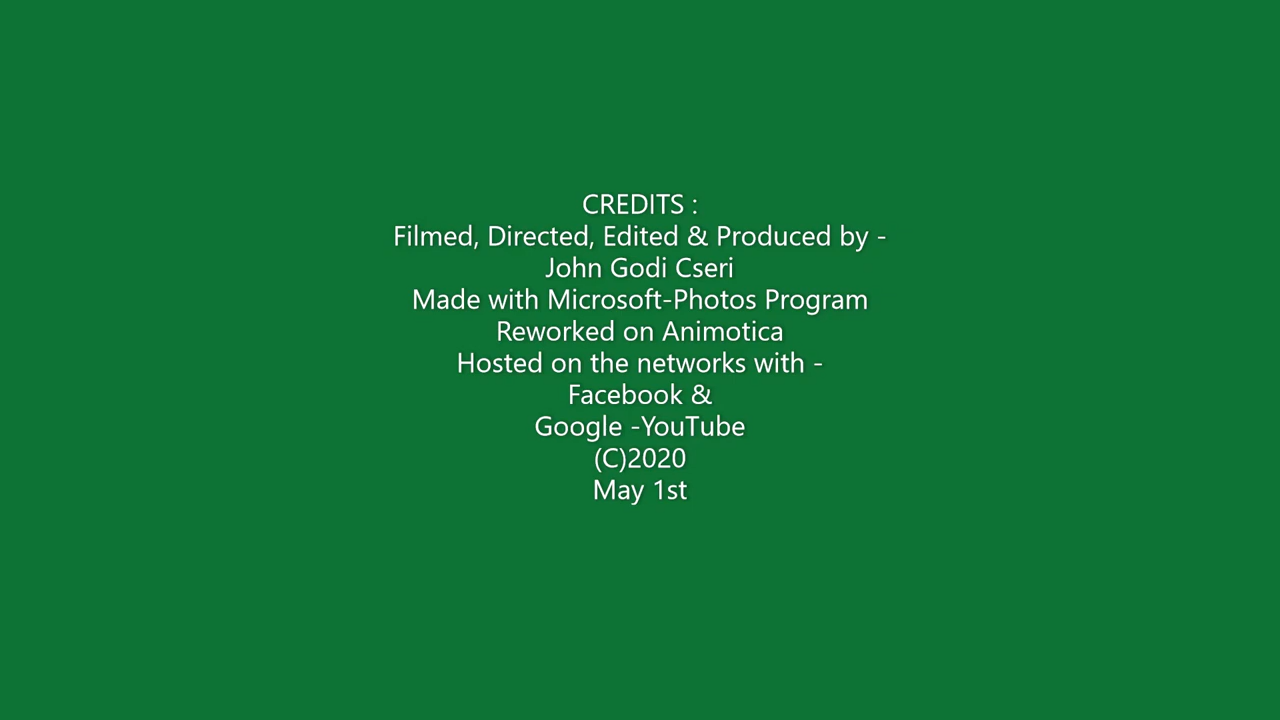 CREDITS :
Filmed, Directed, Edited & Produced by -
John Godi Cseri
Made with Microsoft-Photos Program
Reworked on Animotica
Hosted on the networks with -
Facebook &
Google -YouTube
(C)2020
May 1st